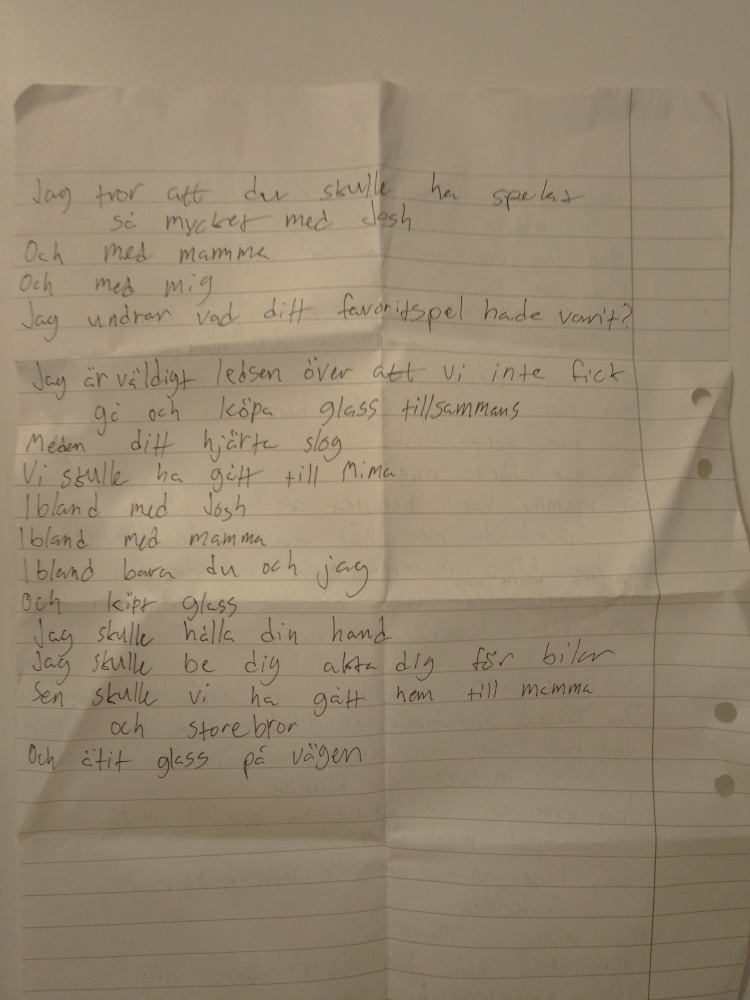 Jag tror att du skulle ha spelat
så mycket med Josh
Och med mamma
Och med mig
Jag undrar vad ditt favoritspel hade varit?
Jag är väldigt ledsen över att vi inte fick
gå och köpa glass tillsammans
Meden ditt hjärte slog
Vi skulle ha gått till Mima
Ibland med Josh
Ibland med mamma
Ibland bara du och jag
Och köpt glass
Jag skulle hålla din hand
Jag skulle be dig akta dig för bilar
Sen skulle vi ha gått hem till mamma
och storebror
Och ätit glass på vägen